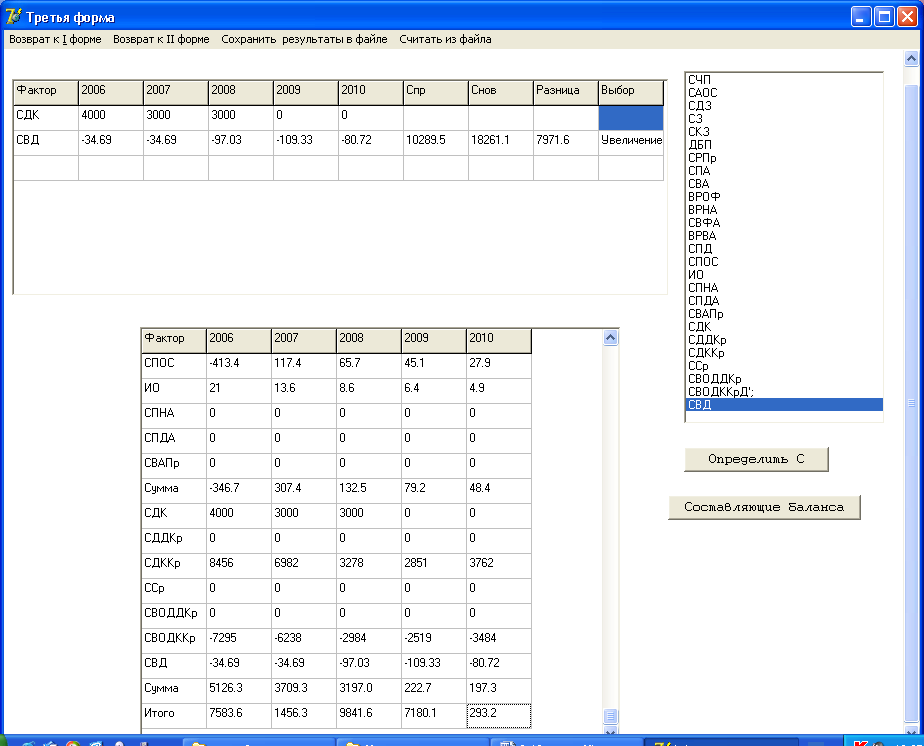 Третья форма
Возврат к I форме Возврат к II форме Сохранить результаты в файле Считать из файла
Фактор 2006 2007 2008 2009 2010 Спр Снов Разница Выбор
СДК 4000 3000 3000 0 0
СВД -34.69 -34.69 -97.03 -109.33 -80.72 10289.5 18261.1 7971.6 Увеличение
СЧП
САОС
СДЗ
СЗ
СКЗ
ДБП
СРПр
СПА
СВА
ВРОФ
ВРНА
СВФА
ВРВА
СПД
СПОС
ИО
СПНА
СПДА
СВАПр
СДК
СДДКр
СДККр
ССр
СВОДДКр
СВОДККрД';
СВД
Определить С
Составляющие Баланса
Фактор 2006 2007 2008 2009 2010
СПОС -413.4 117.4 65.7 45.1 27.9
ИО 21 13.6 8.6 6.4 4.9
СПНА 0 0 0 0 0
СПДА 0 0 0 0 0
СВАПр 0 0 0 0 0
Сумма -346.7 307.4 132.5 79.2 48.4
СДК 4000 3000 3000 0 0
СДДКр 0 0 0 0 0
СДККр 8456 6982 3278 2851 3762
ССр 0 0 0 0 0
СВОДДКр 0 0 0 0 0
СВОДККр -7295 -6238 -2984 -2519 -3484
СВД -34.69 -34.69 -97.03 -109.33 -80.72
Сумма 5126.3 3709.3 3197.0 222.7 197.3
Итого 7583.6 1456.3 9841.6 7180.1 293.2